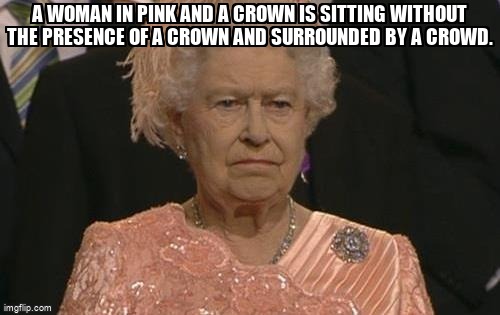 A WOMAN IN PINK AND A CROWN IS SITTING WITHOUT
THE PRESENCE OF A CROWN AND SURROUNDED BY A CROWD.
imgflip.com